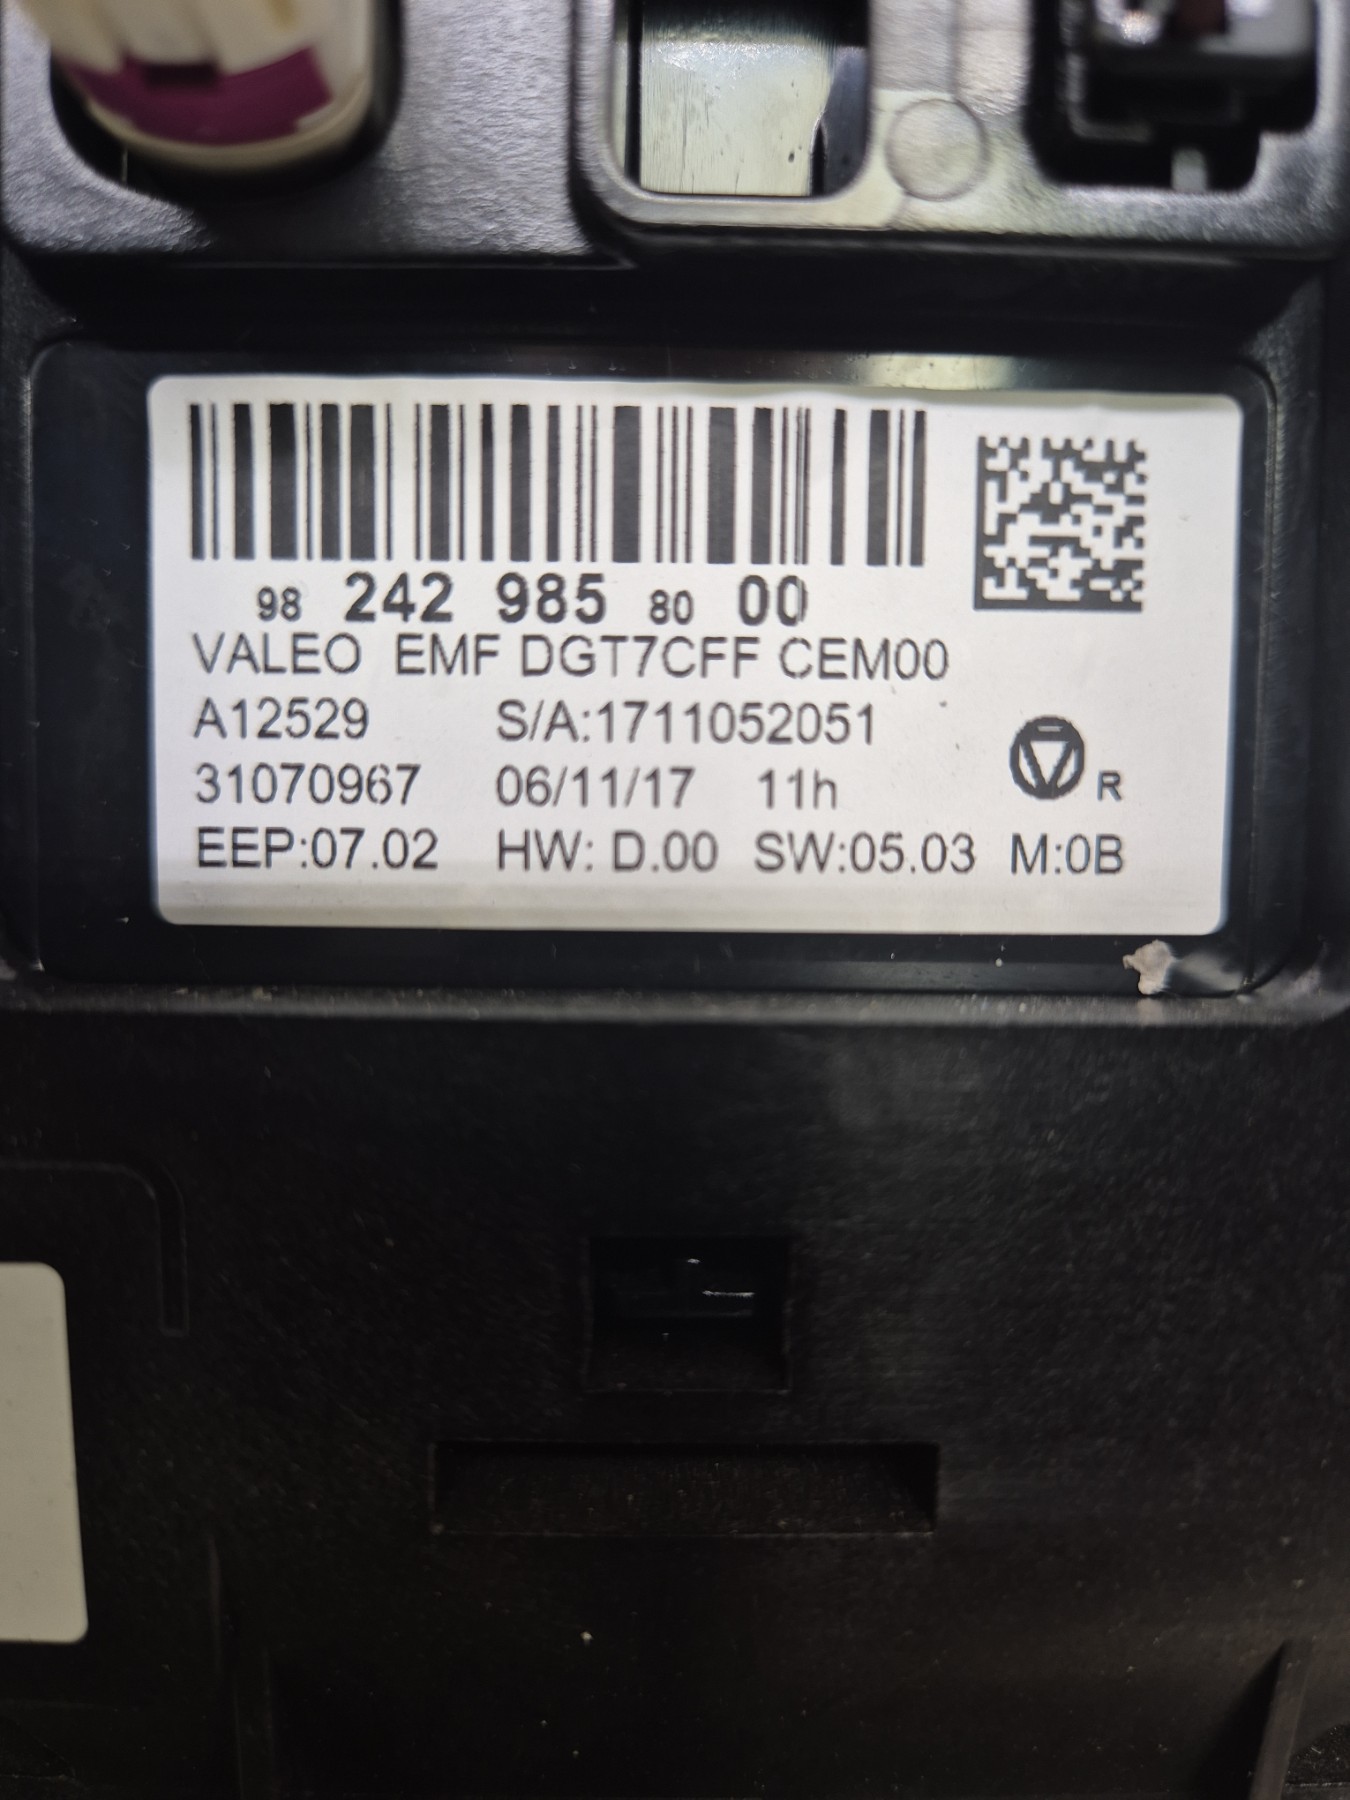 98 242 985 80 00
VALEO EMF DGT7CFF CEM00
A12529 S/A:1711052051
31070967 06/11/17 11h
R
EEP:07.02 HW: D.00 SW:05.03 M:0B